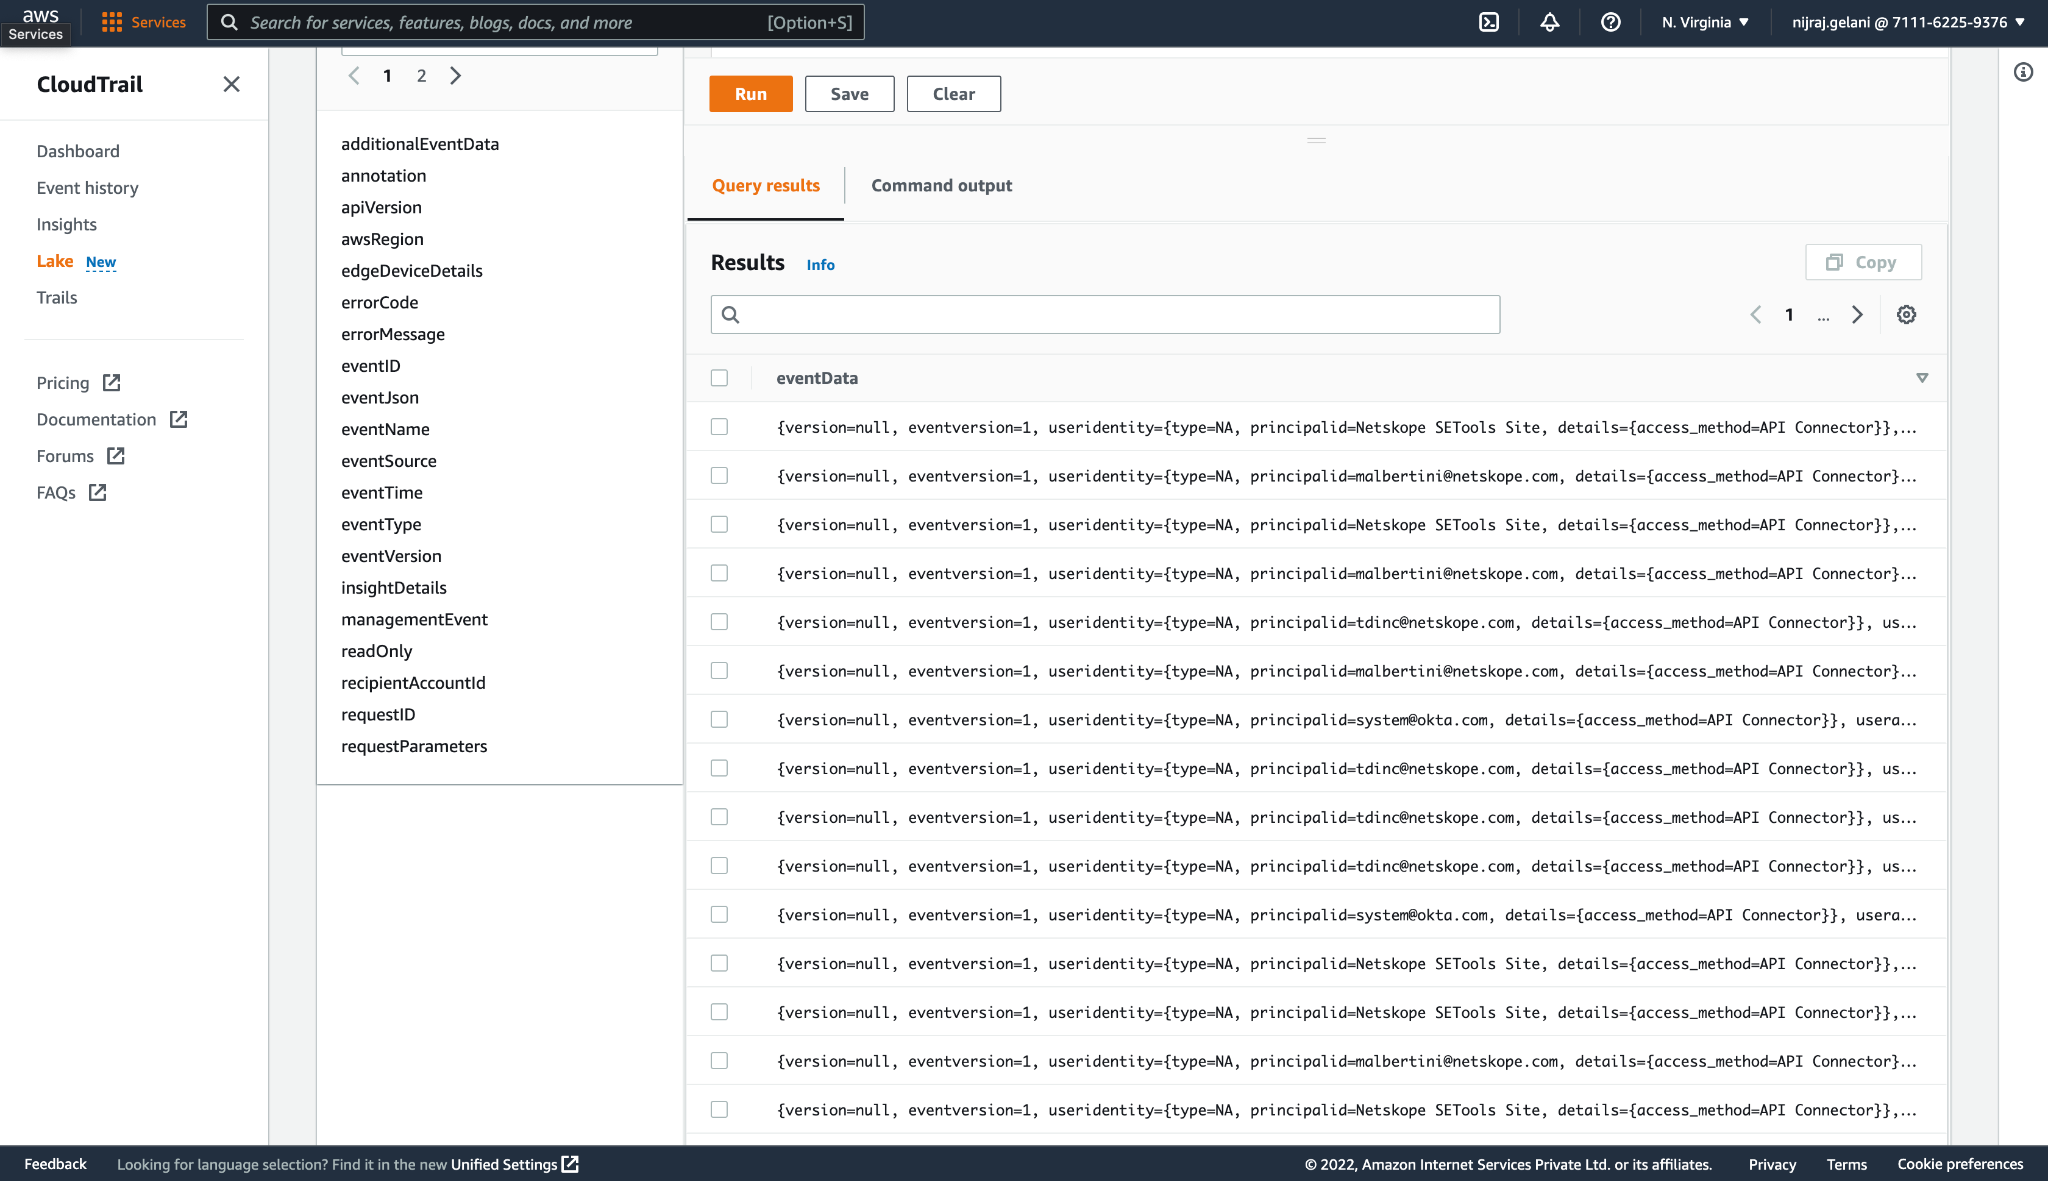 aws
Services
Services
Search for services, features, blogs, docs, and more [Option+S]
N. Virginia ▼
nijraj.gelani @ 7111-6225-9376 ▼
CloudTrail
Dashboard
Event history
Insights
Lake New
Trails
Pricing
Documentation
Forums
FAQs
1 2
additionalEventData
annotation
apiVersion
awsRegion
edgeDeviceDetails
errorCode
errorMessage
eventID
eventJson
eventName
eventSource
eventTime
eventType
eventVersion
insightDetails
managementEvent
readOnly
recipientAccountId
requestID
requestParameters
Run Save Clear
Query results Command output
Results Info
Copy
1 ...
eventData
{version=null, eventversion=1, useridentity={type=NA, principalid=Netskope SETools Site, details={access_method=API Connector}},...
{version=null, eventversion=1, useridentity={type=NA, principalid=malbertini@netskope.com, details={access_method=API Connector}...
{version=null, eventversion=1, useridentity={type=NA, principalid=Netskope SETools Site, details={access_method=API Connector}},...
{version=null, eventversion=1, useridentity={type=NA, principalid=malbertini@netskope.com, details={access_method=API Connector}...
{version=null, eventversion=1, useridentity={type=NA, principalid=tdinc@netskope.com, details={access_method=API Connector}}, us...
{version=null, eventversion=1, useridentity={type=NA, principalid=malbertini@netskope.com, details={access_method=API Connector}...
{version=null, eventversion=1, useridentity={type=NA, principalid=system@okta.com, details={access_method=API Connector}}, usera...
{version=null, eventversion=1, useridentity={type=NA, principalid=tdinc@netskope.com, details={access_method=API Connector}}, us...
{version=null, eventversion=1, useridentity={type=NA, principalid=tdinc@netskope.com, details={access_method=API Connector}}, us...
{version=null, eventversion=1, useridentity={type=NA, principalid=tdinc@netskope.com, details={access_method=API Connector}}, us...
{version=null, eventversion=1, useridentity={type=NA, principalid=system@okta.com, details={access_method=API Connector}}, usera...
{version=null, eventversion=1, useridentity={type=NA, principalid=Netskope SETools Site, details={access_method=API Connector}},...
{version=null, eventversion=1, useridentity={type=NA, principalid=Netskope SETools Site, details={access_method=API Connector}},...
{version=null, eventversion=1, useridentity={type=NA, principalid=malbertini@netskope.com, details={access_method=API Connector}...
{version=null, eventversion=1, useridentity={type=NA, principalid=Netskope SETools Site, details={access_method=API Connector}},...
Feedback Looking for language selection? Find it in the new Unified Settings
© 2022, Amazon Internet Services Private Ltd. or its affiliates. Privacy Terms Cookie preferences